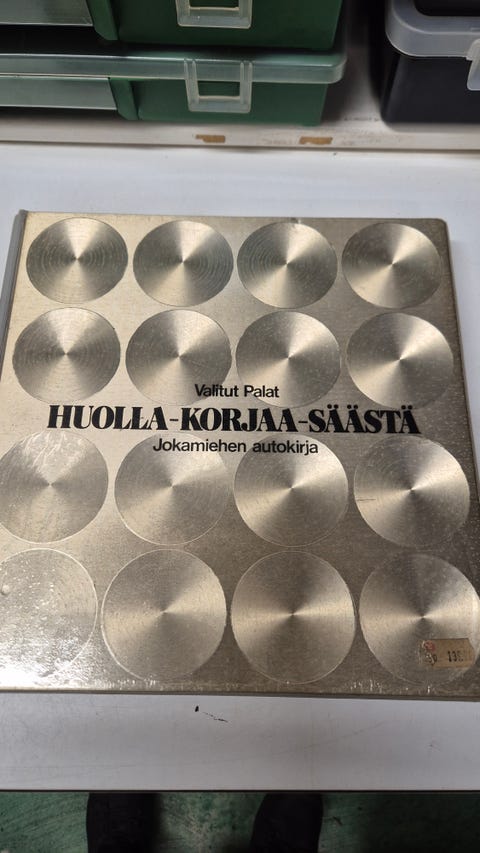 Valitut Palat
HUOLLA-KORJAA-SÄÄSTÄ
Jokamiehen autokirja